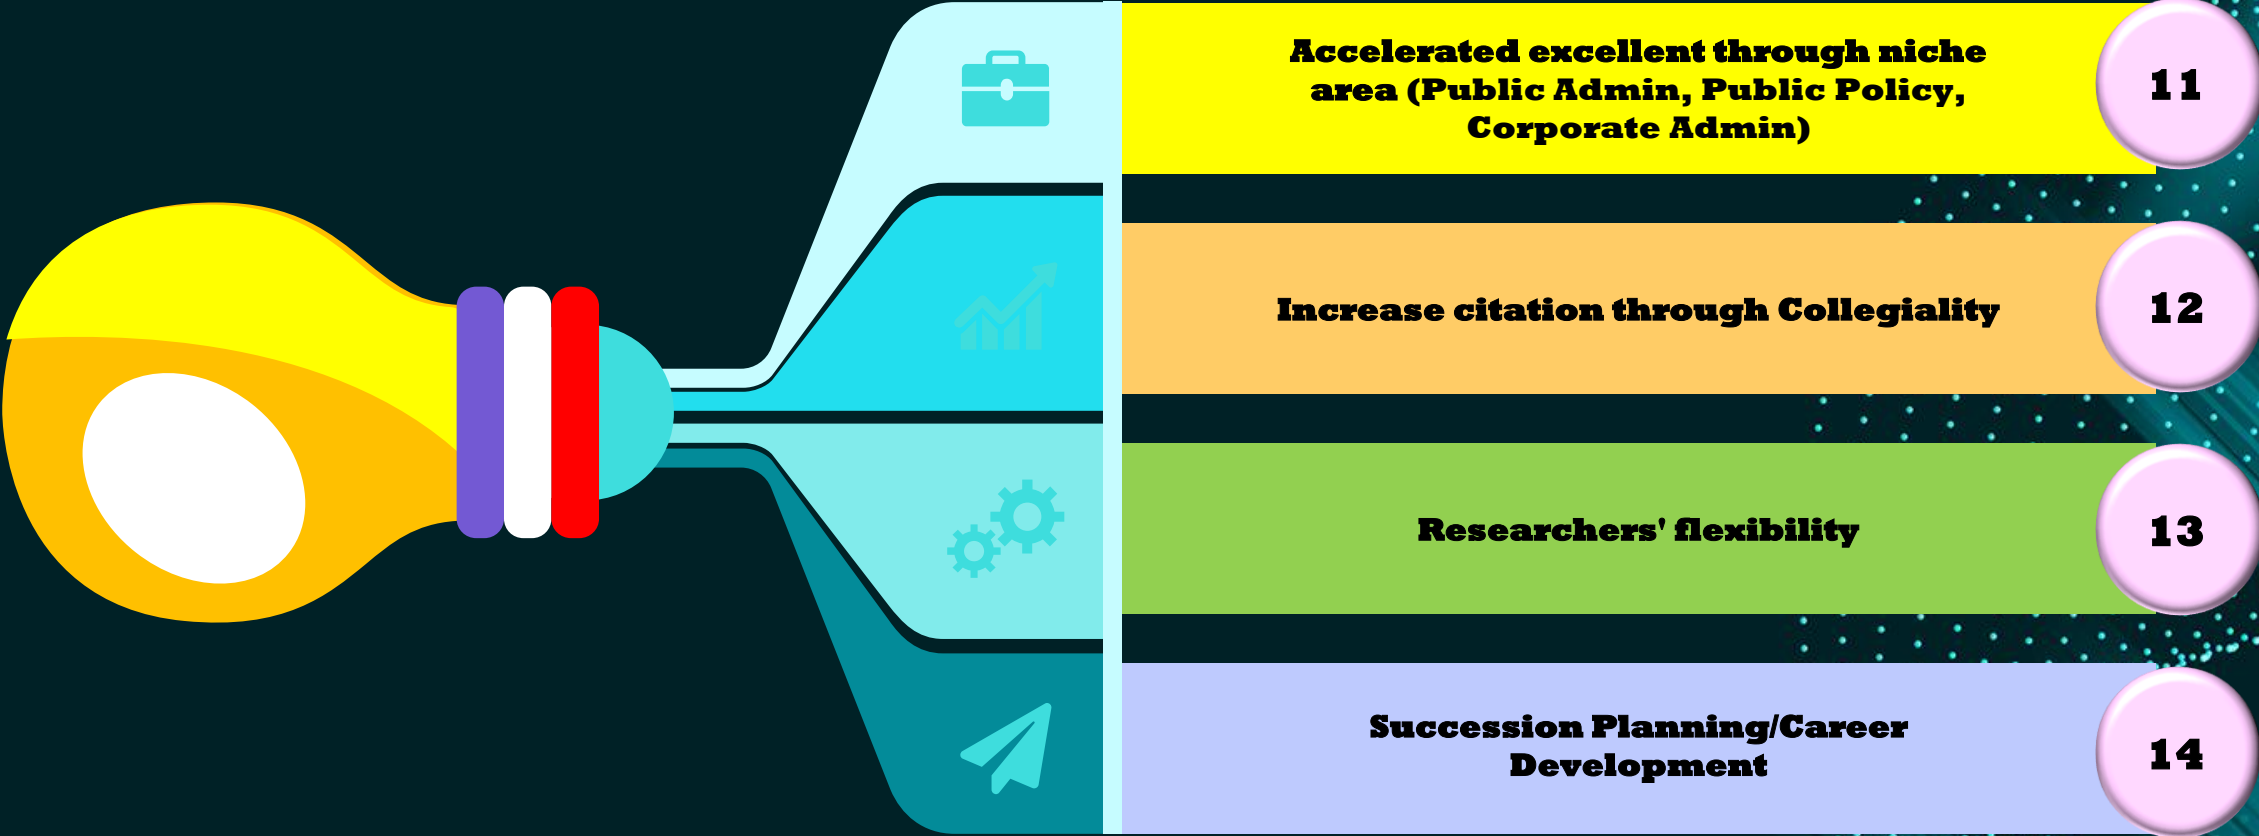 Accelerated excellent through niche
area (Public Admin, Public Policy,
Corporate Admin)
11
Increase citation through Collegiality
12
Researchers' flexibility
13
Succession Planning/Career
Development
14